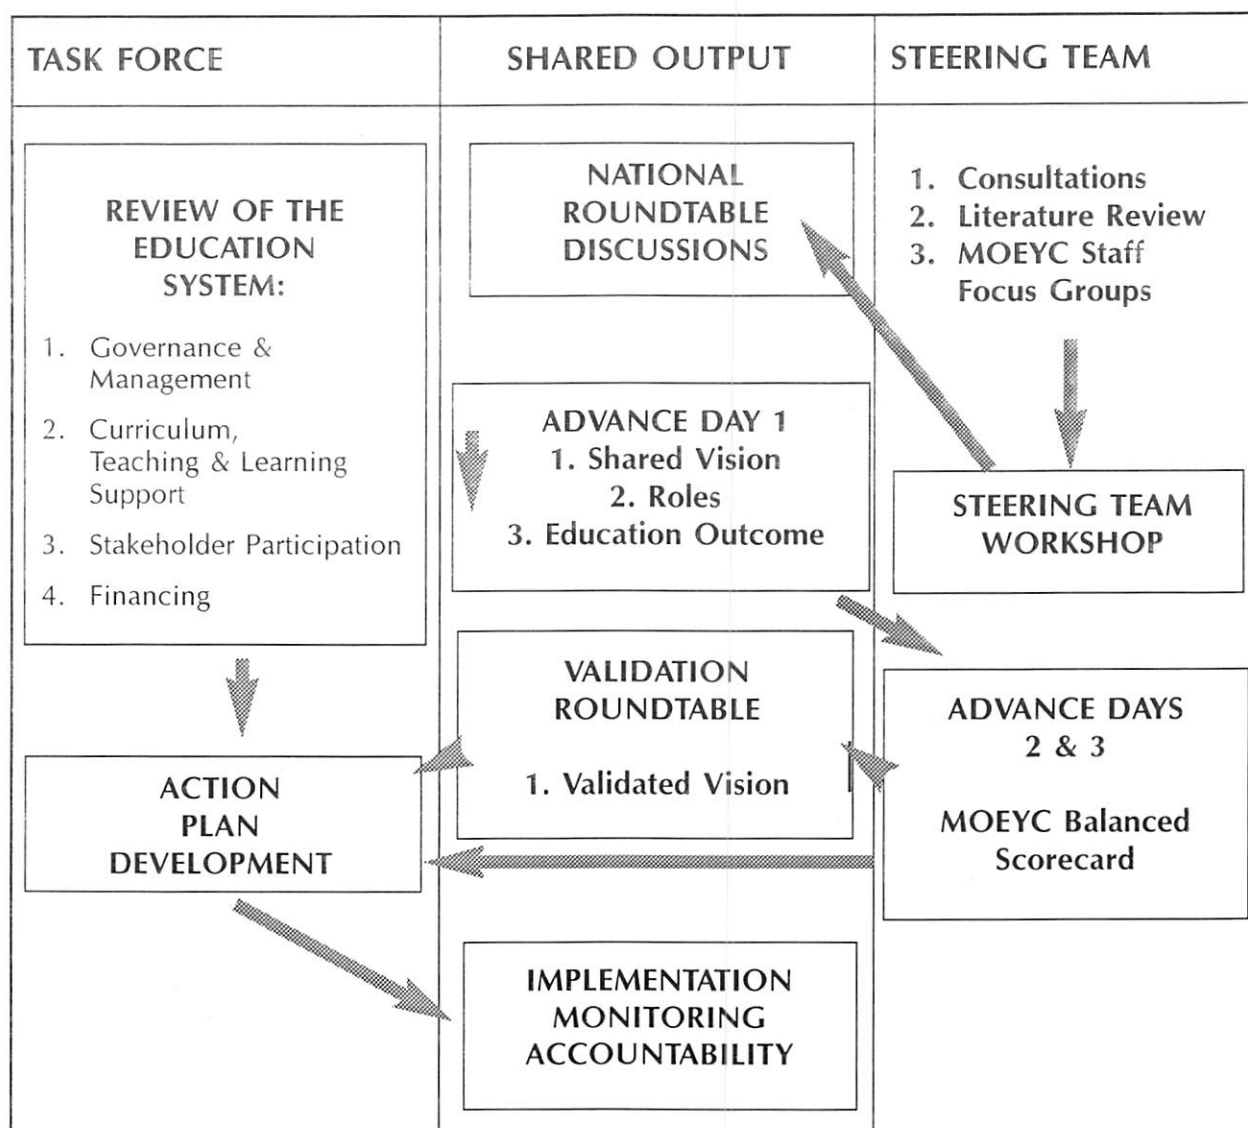 TASK FORCE
SHARED OUTPUT
STEERING TEAM
REVIEW OF THE
EDUCATION
SYSTEM:
1. Governance &
Management
2. Curriculum,
Teaching & Learning
Support
3. Stakeholder Participation
4. Financing
ACTION
PLAN
DEVELOPMENT
NATIONAL
ROUNDTABLE
DISCUSSIONS
ADVANCE DAY 1
1. Shared Vision
2. Roles
3. Education Outcome
VALIDATION
ROUNDTABLE
1. Validated Vision
IMPLEMENTATION
MONITORING
ACCOUNTABILITY
1. Consultations
2. Literature Review
3. MOEYC Staff
Focus Groups
STEERING TEAM
WORKSHOP
ADVANCE DAYS
2 & 3
MOEYC Balanced
Scorecard